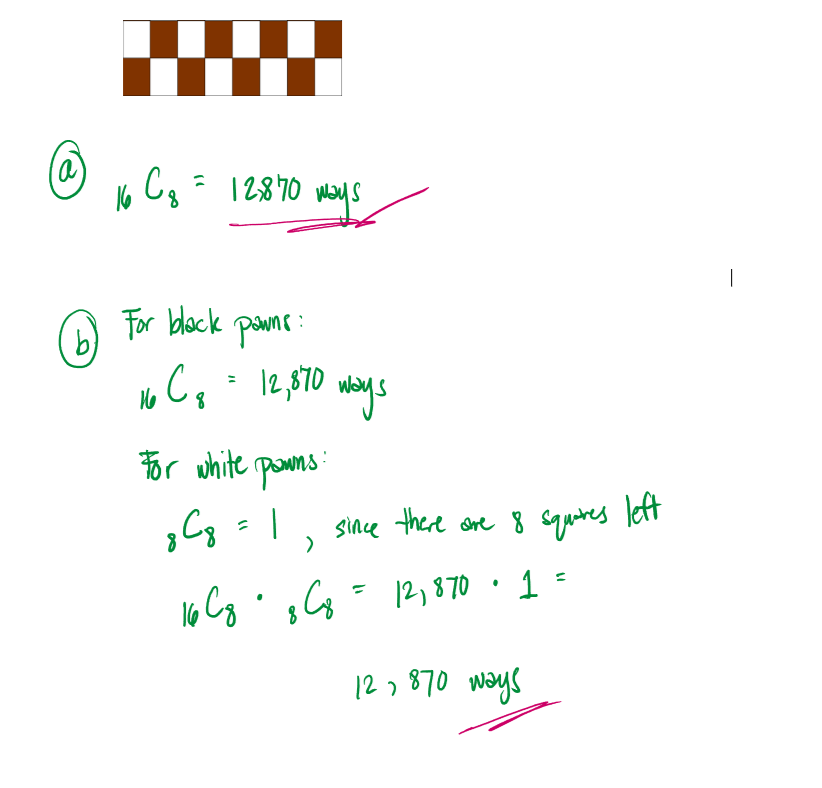 a
16 C 8 = 12,870 ways
b
For black pawns:
16 C 8 = 12,870 ways
For white pawns:
8 C 8 = 1 , since there are 8 squares left
16 C 8 · 8 C 8 = 12,870 · 1 =
12,870 ways